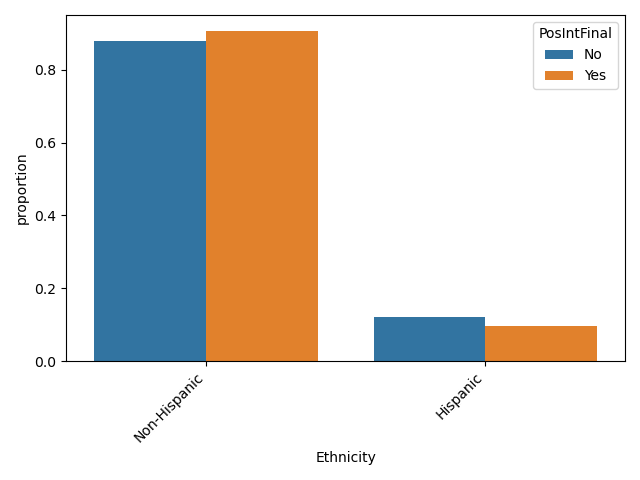 PosIntFinal
No
Yes
proportion
0.8
0.6
0.4
0.2
0.0
Non-Hispanic
Hispanic
Ethnicity